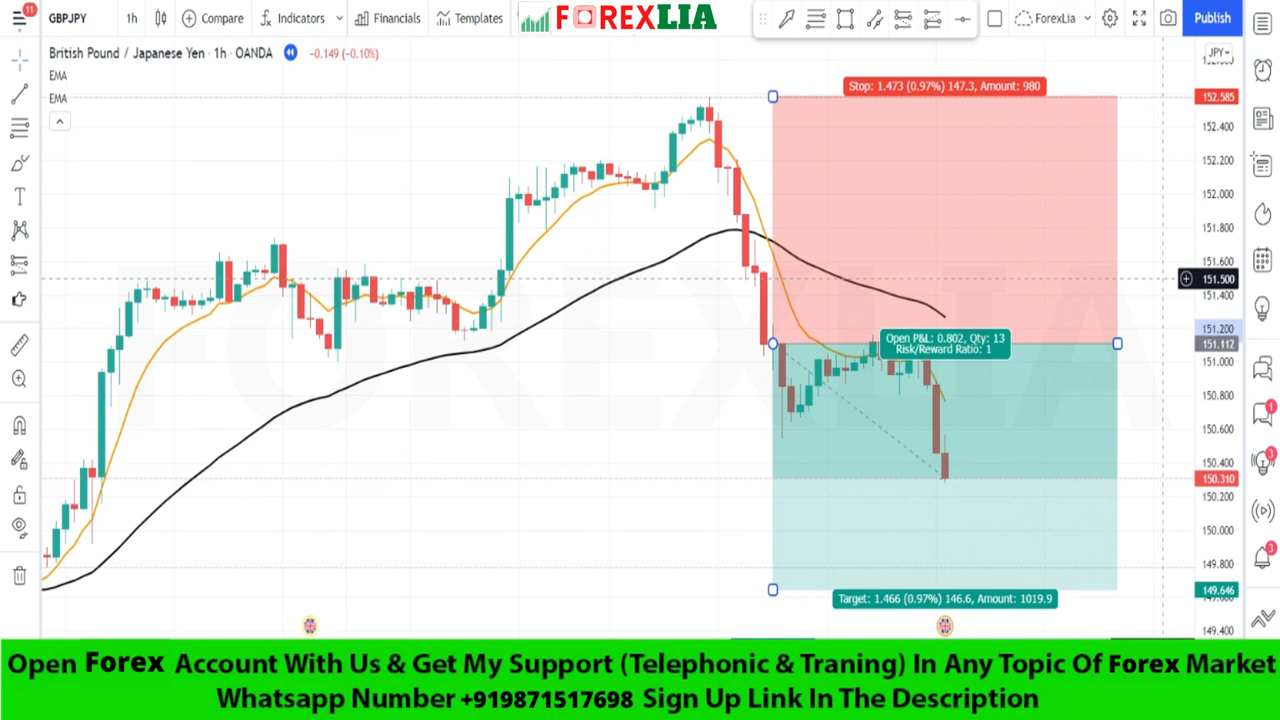 11
GBPJPY
1h
Compare
Indicators
Financials
Templates
FOREXLIA
ForexLia
Publish
British Pound / Japanese Yen · 1h · OANDA
−0.149 (−0.10%)
JPY
EMA
EMA
Stop: 1.473 (0.97%) 147.3, Amount: 980
152.585
152.400
152.200
152.000
151.800
151.600
151.500
151.400
151.200
151.112
151.000
150.800
150.600
150.400
150.310
150.200
150.000
149.800
149.646
149.400
Open P&L: 0.802, Qty: 13
Risk/Reward Ratio: 1
Target: 1.466 (0.97%) 146.6, Amount: 1019.9
FOREXLIA
1
3
3
Open Forex Account With Us & Get My Support (Telephonic & Traning) In Any Topic Of Forex Market
Whatsapp Number +919871517698 Sign Up Link In The Description